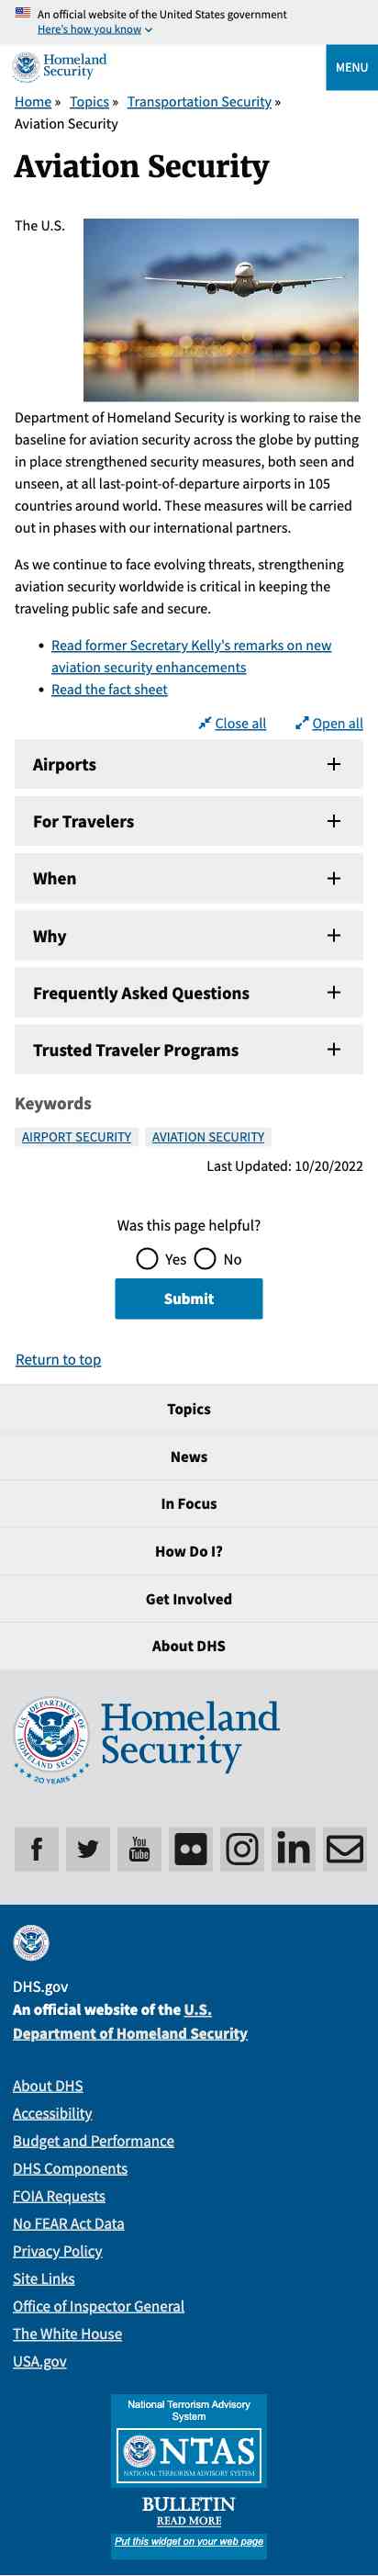 An official website of the United States government
Here's how you know
Homeland
Security
MENU
Home » Topics » Transportation Security »
Aviation Security
Aviation Security
The U.S.
Department of Homeland Security is working to raise the
baseline for aviation security across the globe by putting
in place strengthened security measures, both seen and
unseen, at all last-point-of-departure airports in 105
countries around world. These measures will be carried
out in phases with our international partners.
As we continue to face evolving threats, strengthening
aviation security worldwide is critical in keeping the
traveling public safe and secure.
• Read former Secretary Kelly's remarks on new
aviation security enhancements
• Read the fact sheet
Close all Open all
Airports
For Travelers
When
Why
Frequently Asked Questions
Trusted Traveler Programs
Keywords
AIRPORT SECURITY AVIATION SECURITY
Last Updated: 10/20/2022
Was this page helpful?
Yes No
Submit
Return to top
Topics
News
In Focus
How Do I?
Get Involved
About DHS
U.S. DEPARTMENT OF HOMELAND SECURITY
20 YEARS
Homeland
Security
You
Tube
in
DHS.gov
An official website of the U.S.
Department of Homeland Security
About DHS
Accessibility
Budget and Performance
DHS Components
FOIA Requests
No FEAR Act Data
Privacy Policy
Site Links
Office of Inspector General
The White House
USA.gov
National Terrorism Advisory
System
NTAS
NATIONAL TERRORISM ADVISORY SYSTEM
BULLETIN
READ MORE
Put this widget on your web page